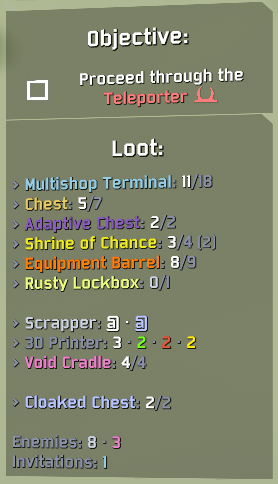 Objective:
Proceed through the
Teleporter
Loot:
> Multishop Terminal: 11/18
> Chest: 5/7
> Adaptive Chest: 2/2
> Shrine of Chance: 3/4 (2)
> Equipment Barrel: 8/9
> Rusty Lockbox: 0/1
> Scrapper: a · a
> 3D Printer: 3 · 2 · 2 · 2
> Void Cradle: 4/4
> Cloaked Chest: 2/2
Enemies: 8 · 3
Invitations: 1